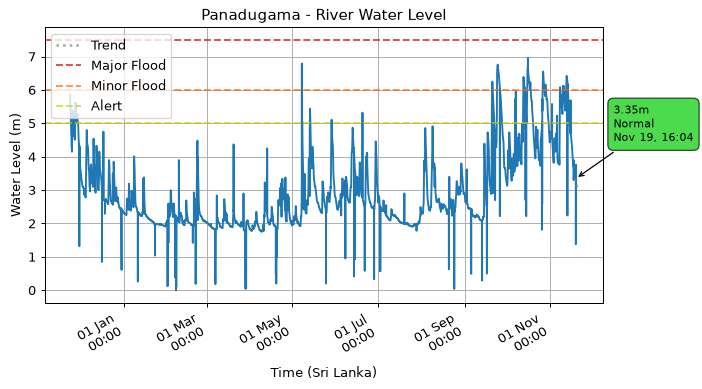 Panadugama - River Water Level
Trend
Major Flood
Minor Flood
Alert
Water Level (m)
7
6
5
4
3
2
1
0
3.35m
Normal
Nov 19, 16:04
01 Jan
00:00
01 Mar
00:00
01 May
00:00
01 Jul
00:00
01 Sep
00:00
01 Nov
00:00
Time (Sri Lanka)